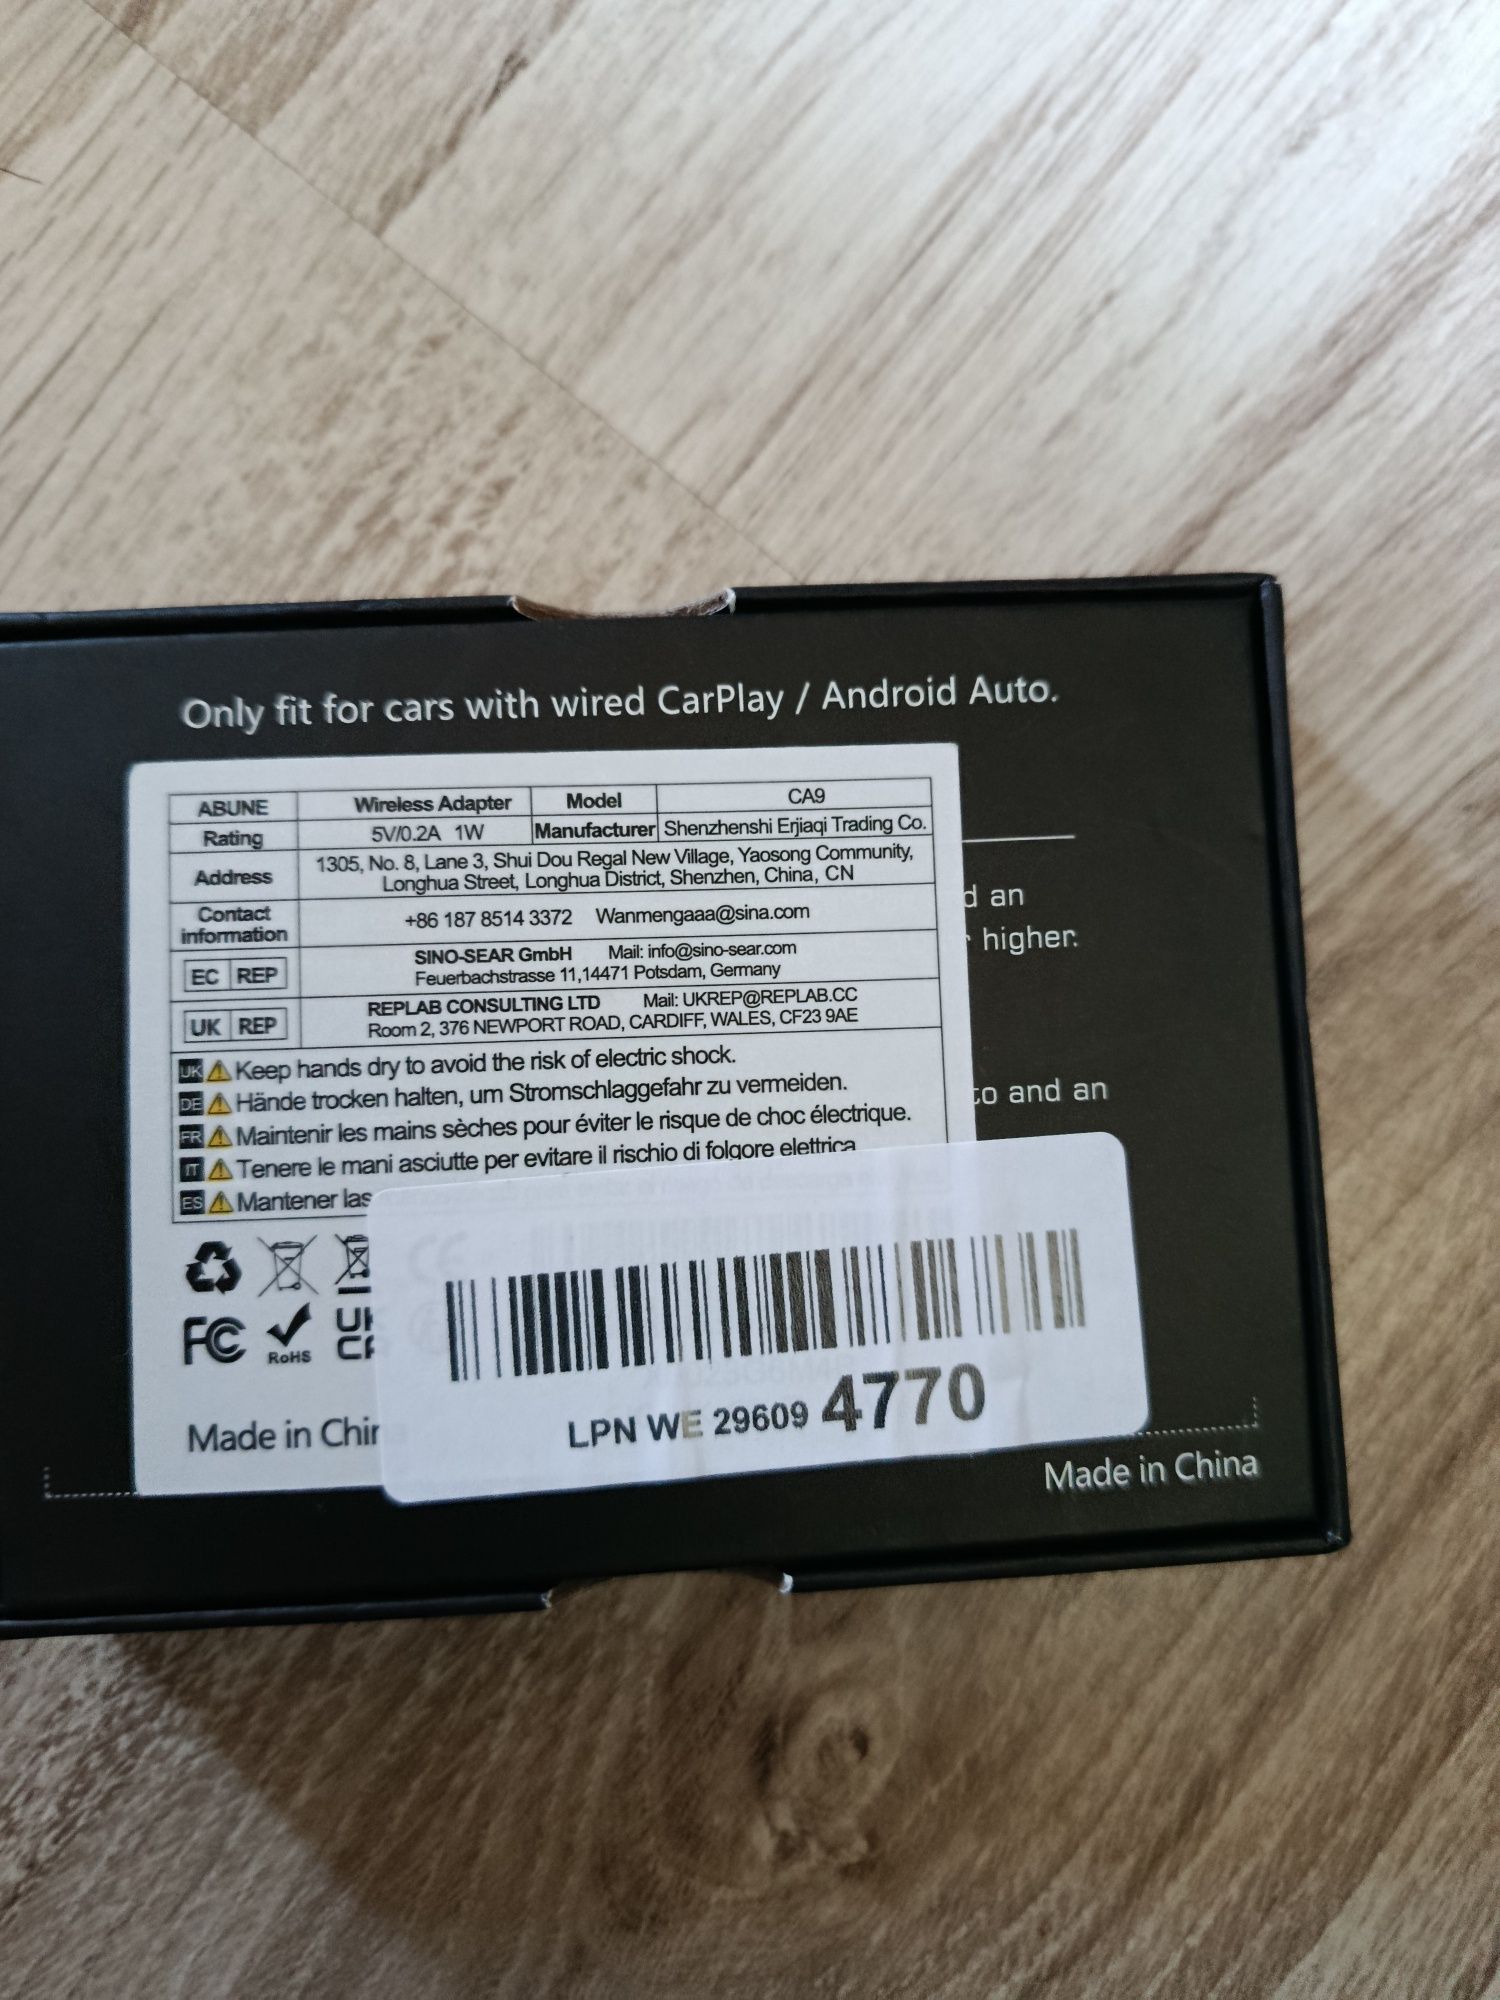 Only fit for cars with wired CarPlay / Android Auto.
ABUNE Wireless Adapter Model CA9
Rating 5V/0.2A 1W Manufacturer Shenzhenshi Erjiaqi Trading Co.
Address 1305, No. 8, Lane 3, Shui Dou Regal New Village, Yaosong Community,
Longhua Street, Longhua District, Shenzhen, China, CN
Contact information +86 187 8514 3372 Wanmengaaa@sina.com
EC REP SINO-SEAR GmbH Mail: info@sino-sear.com
Feuerbachstrasse 11,14471 Potsdam, Germany
UK REP REPLAB CONSULTING LTD Mail: UKREP@REPLAB.CC
Room 2, 376 NEWPORT ROAD, CARDIFF, WALES, CF23 9AE
UK Keep hands dry to avoid the risk of electric shock.
DE Hände trocken halten, um Stromschlaggefahr zu vermeiden.
FR Maintenir les mains sèches pour éviter le risque de choc électrique.
IT Tenere le mani asciutte per evitare il rischio di folgore elettrica
ES Mantener las
d an
higher.
to and an
FC RoHS UK CA
Made in Chin
LPN WE 29609 4770
Made in China